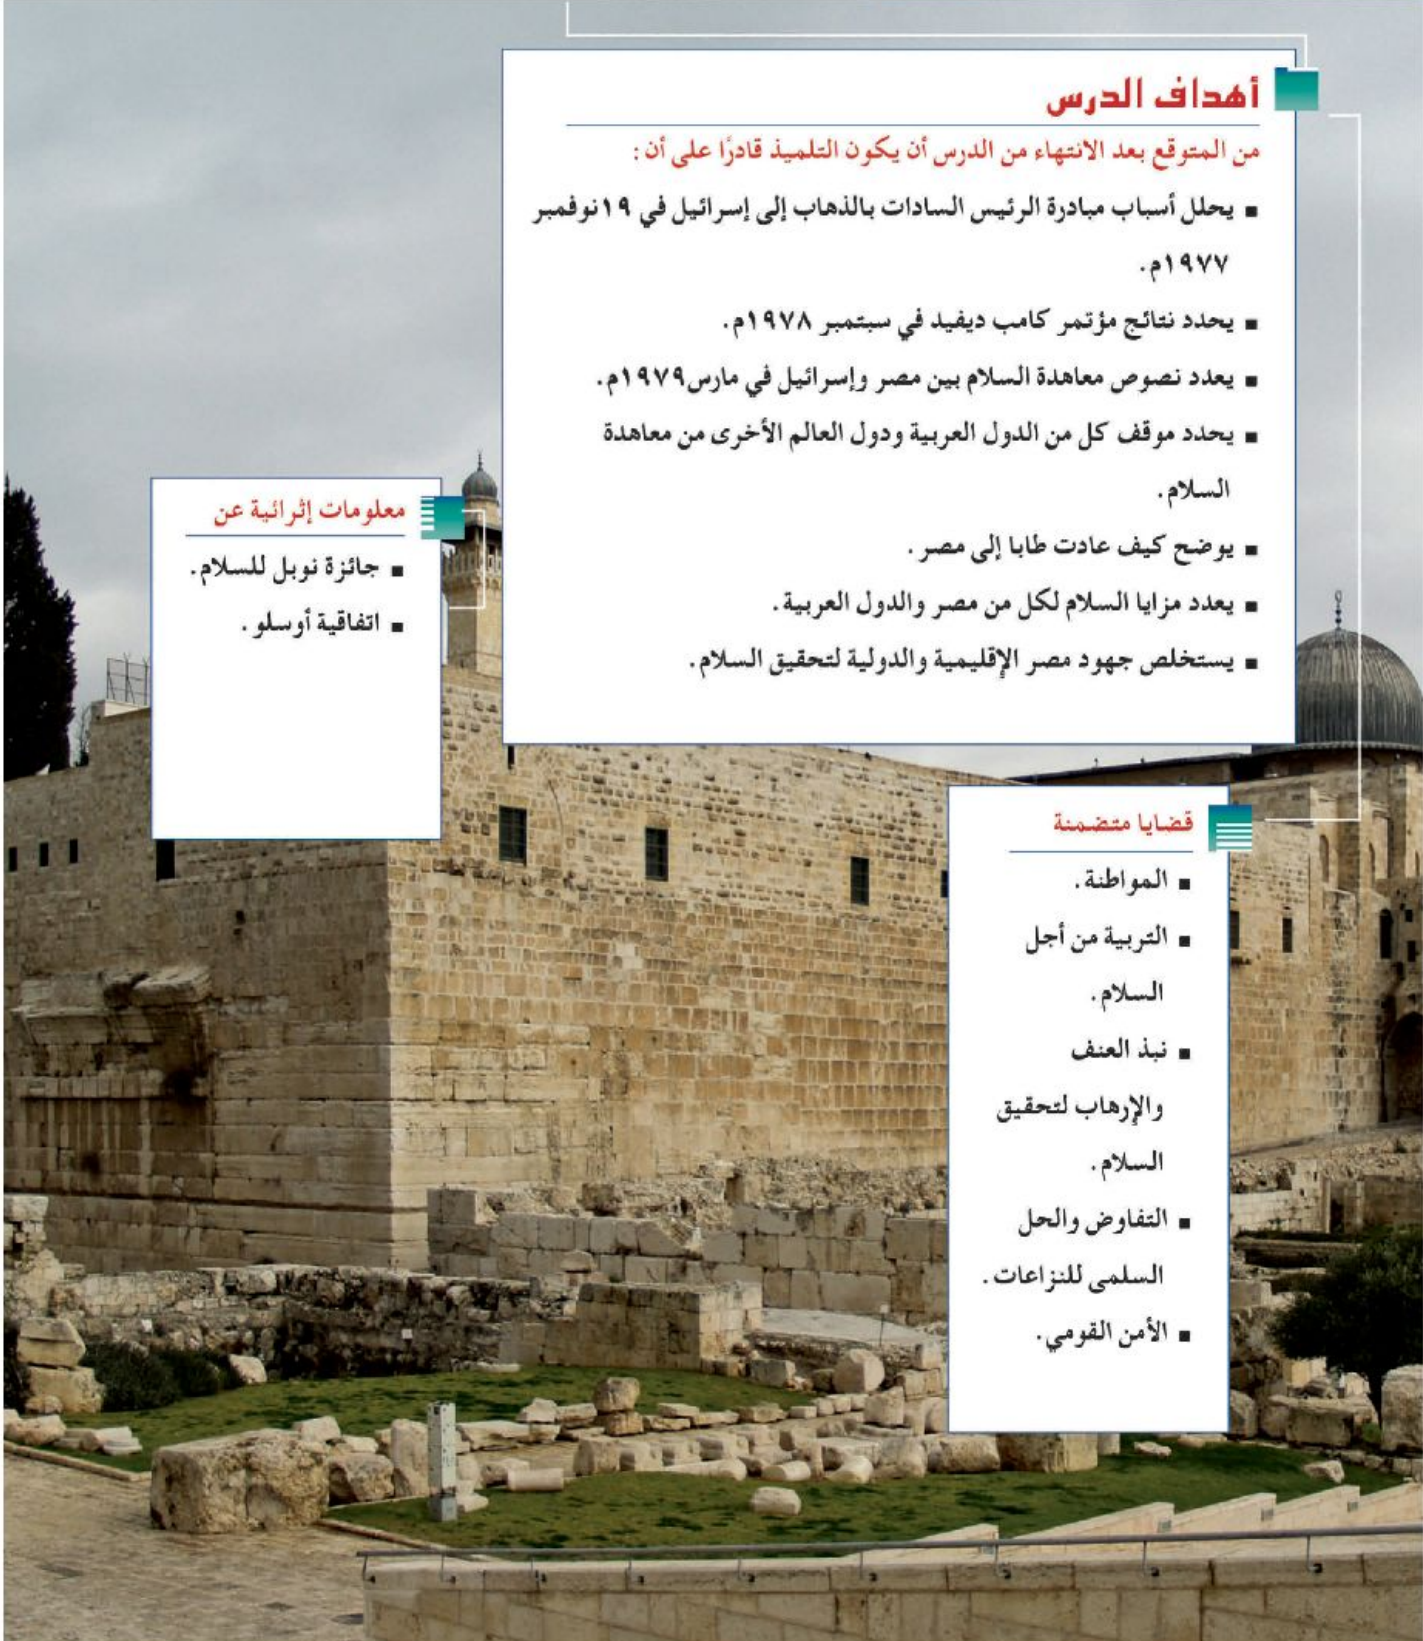 أهداف الدرس
من المتوقع بعد الانتهاء من الدرس أن يكون التلميذ قادرًا على أن :
■ يحلل أسباب مبادرة الرئيس السادات بالذهاب إلى إسرائيل في ١٩ نوفمبر
١٩٧٧م.
■ يحدد نتائج مؤتمر كامب ديفيد في سبتمبر ١٩٧٨م.
■ يعدد نصوص معاهدة السلام بين مصر وإسرائيل في مارس١٩٧٩م.
■ يحدد موقف كل من الدول العربية ودول العالم الأخرى من معاهدة
السلام.
■ يوضح كيف عادت طابا إلى مصر .
■ يعدد مزايا السلام لكل من مصر والدول العربية.
■ يستخلص جهود مصر الإقليمية والدولية لتحقيق السلام.
معلومات إثرائية عن
■ جائزة نوبل للسلام.
■ اتفاقية أوسلو .
قضايا متضمنة
■ المواطنة.
■ التربية من أجل
السلام.
■ نبذ العنف
والإرهاب لتحقيق
السلام.
■ التفاوض والحل
السلمى للنزاعات.
■ الأمن القومي.